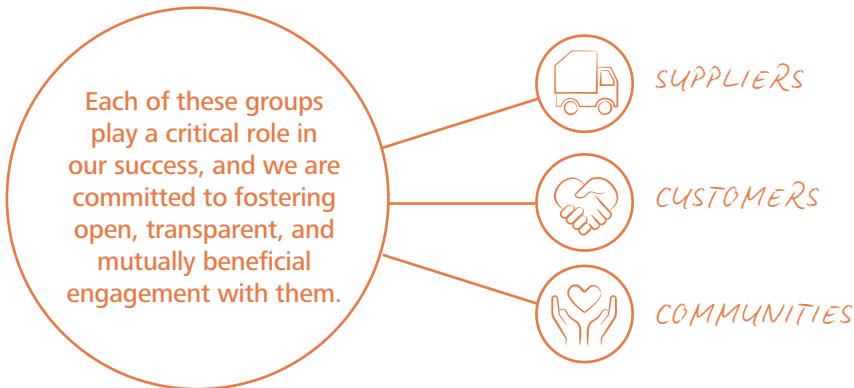 Each of these groups
play a critical role in
our success, and we are
committed to fostering
open, transparent, and
mutually beneficial
engagement with them.
SUPPLIERS
CUSTOMERS
COMMUNITIES